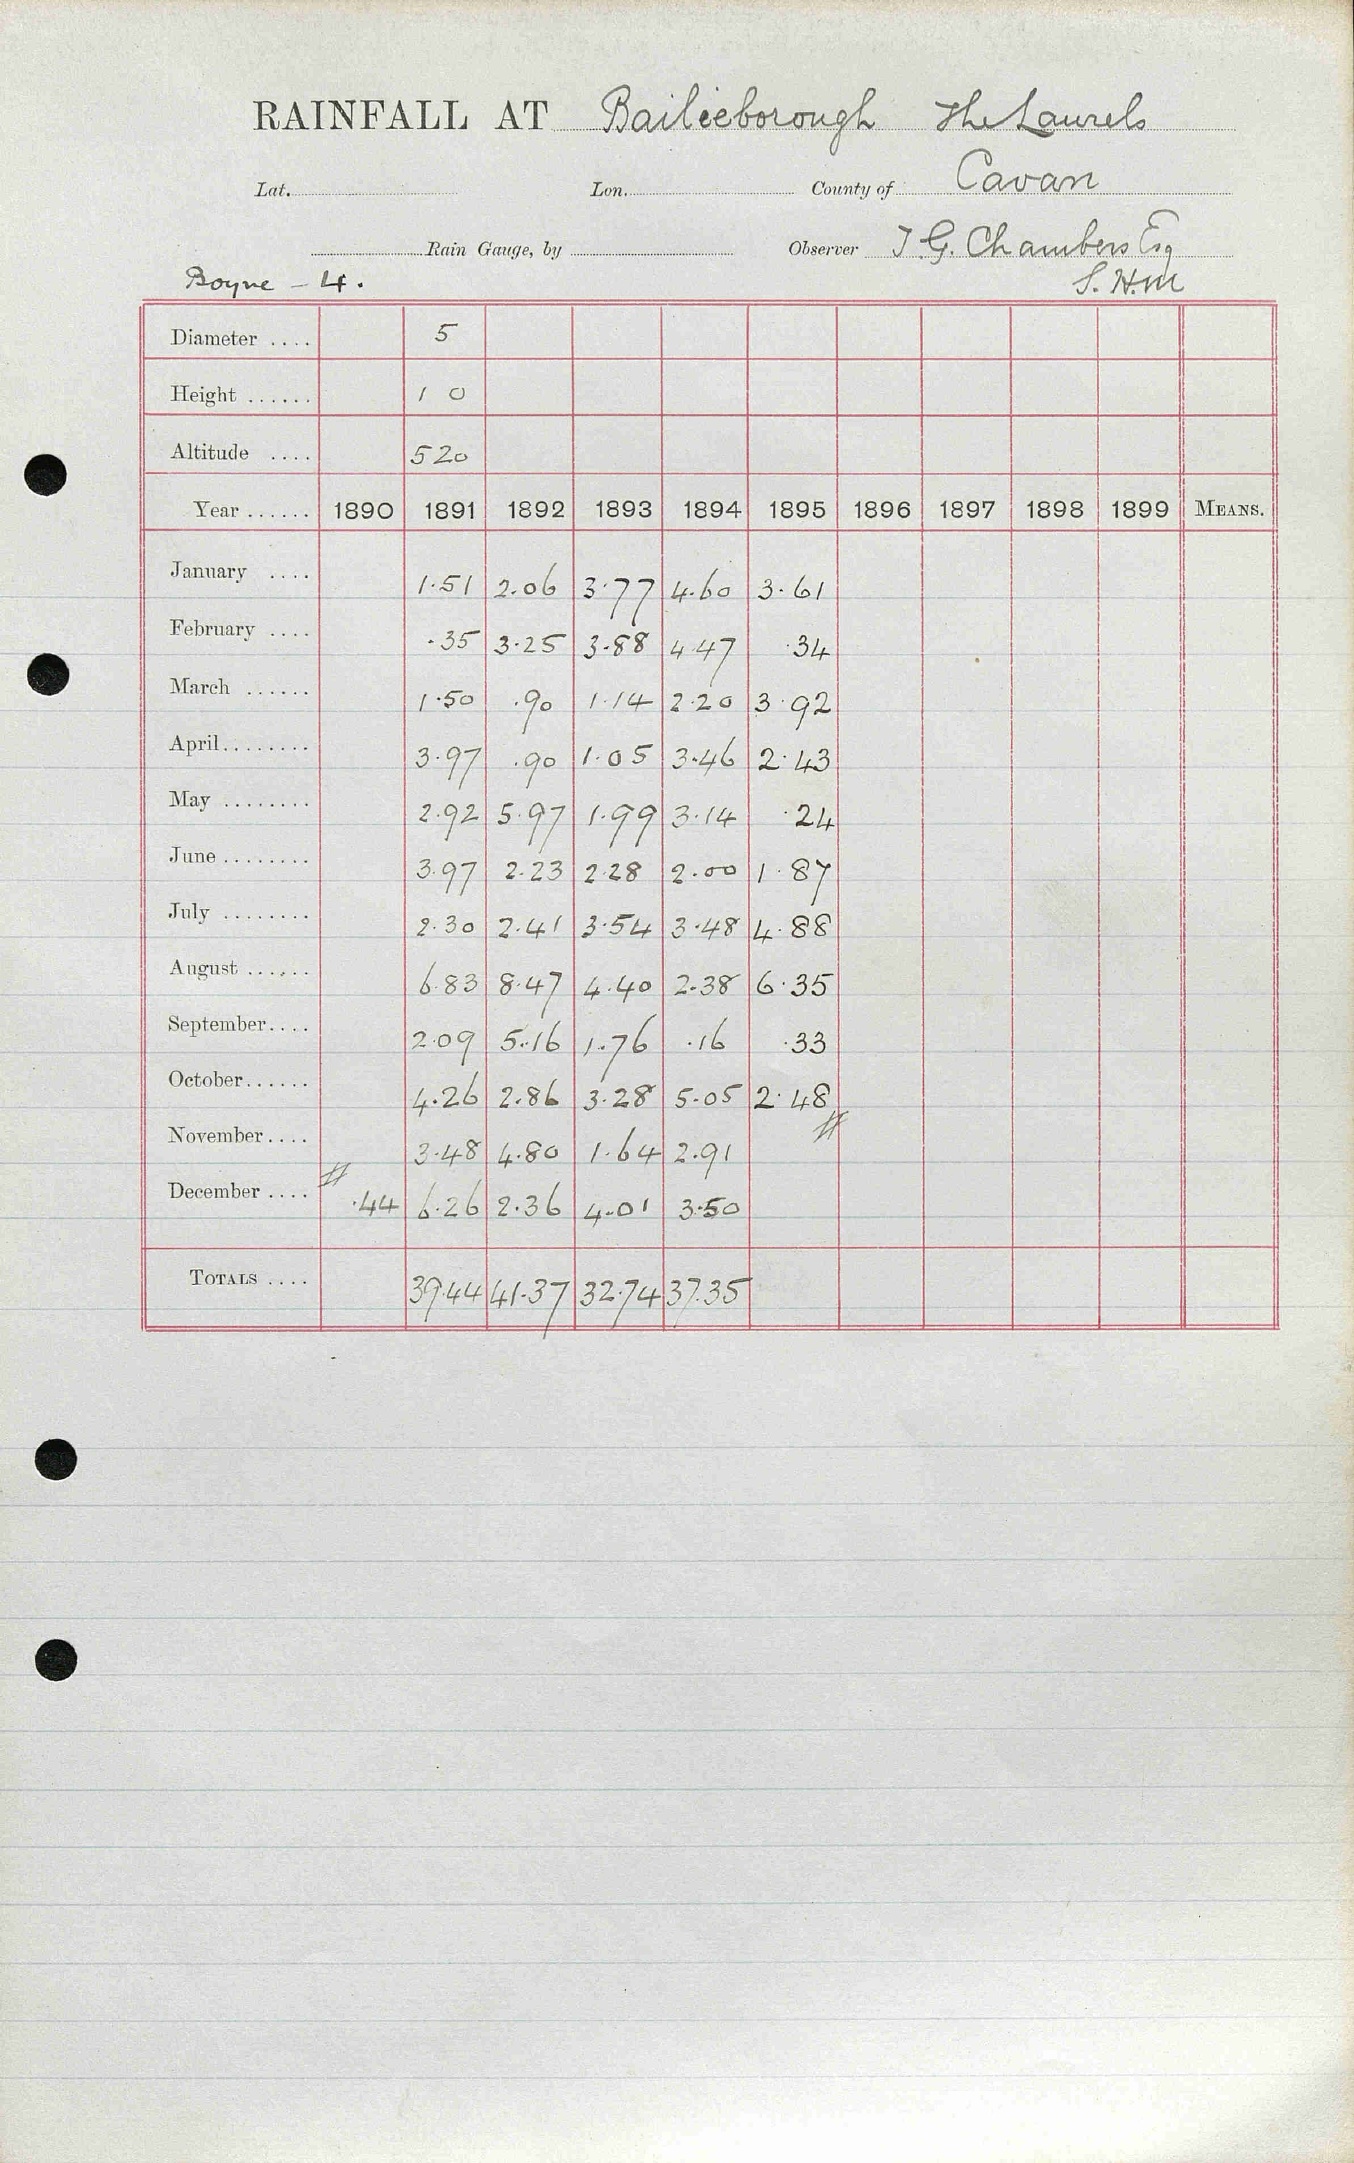 RAINFALL AT Bailieborough The Laurels
Lat. Lon. County of Cavan
Rain Gauge, by Observer J. G. Chambers Esq
Boyne - 4. S. H.M
Diameter .... 5
Height ...... 1 0
Altitude .... 520
Year ...... 1890 1891 1892 1893 1894 1895 1896 1897 1898 1899 MEANS.
January .... 1.51 2.06 3.77 4.60 3.61
February .... .35 3.25 3.88 4.47 .34
March ...... 1.50 .90 1.14 2.20 3.92
April........ 3.97 .90 1.05 3.46 2.43
May ........ 2.92 5.97 1.99 3.14 .24
June ........ 3.97 2.23 2.28 2.00 1.87
July ........ 2.30 2.41 3.54 3.48 4.88
August ...... 6.83 8.47 4.40 2.38 6.35
September.... 2.09 5.16 1.76 .16 .33
October...... 4.26 2.86 3.28 5.05 2.48
November.... 3.48 4.80 1.64 2.91
December .... .44 6.26 2.36 4.01 3.50
TOTALS .... 39.44 41.37 32.74 37.35